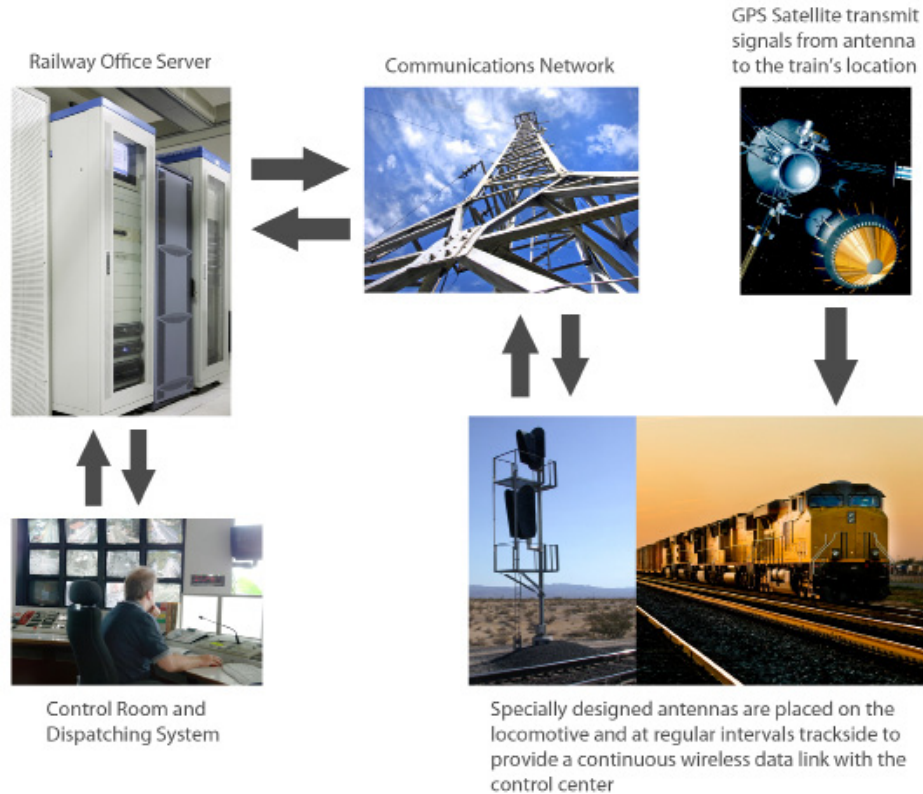 Railway Office Server
Communications Network
GPS Satellite transmit
signals from antenna
to the train's location
Control Room and
Dispatching System
Specially designed antennas are placed on the
locomotive and at regular intervals trackside to
provide a continuous wireless data link with the
control center